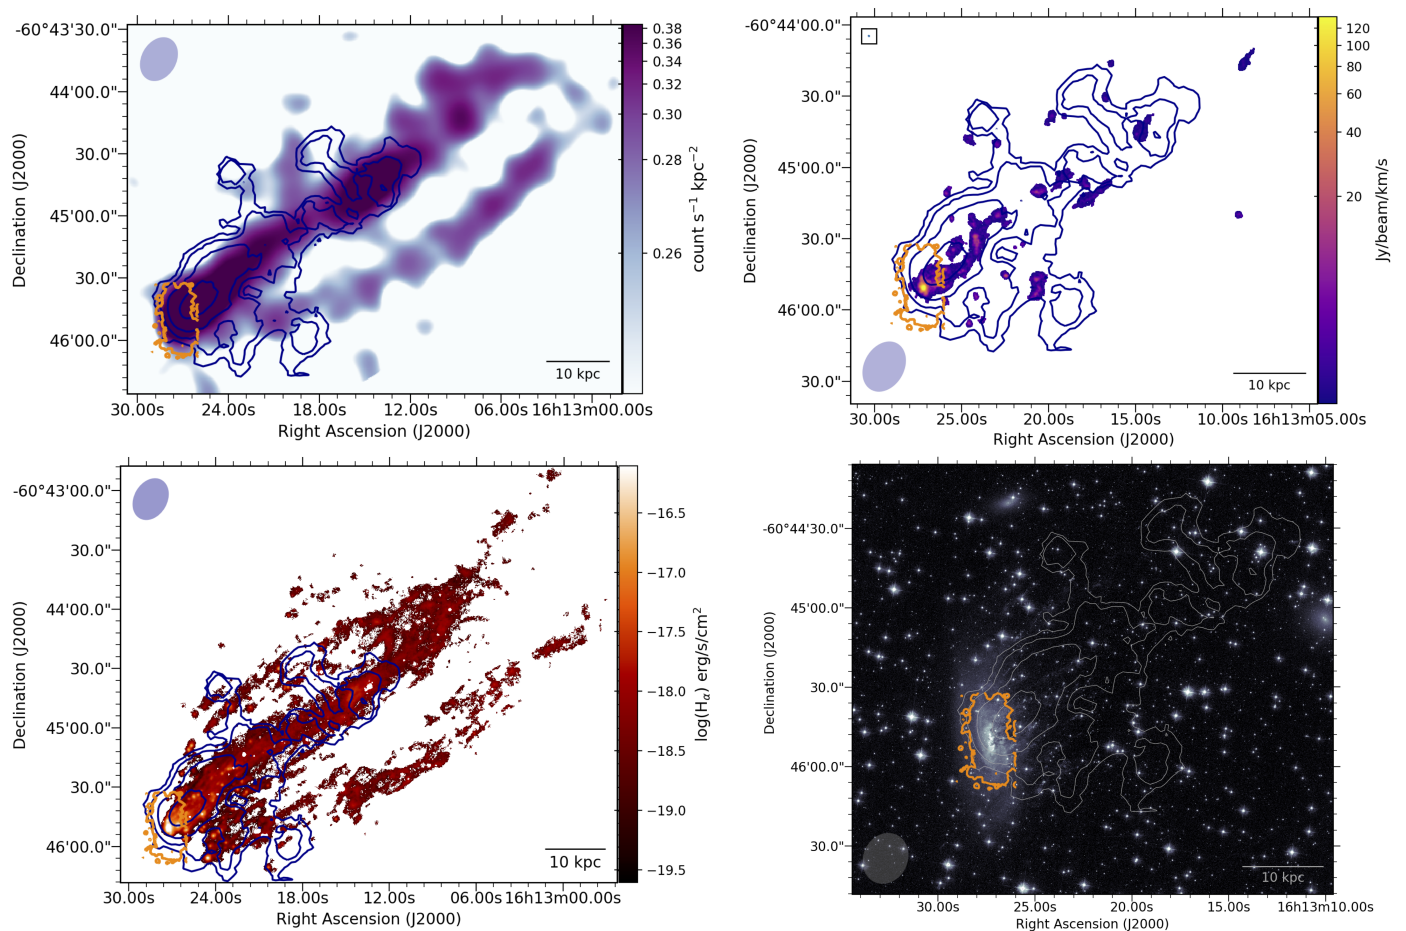 -60°43'30.0"
44'00.0"
30.0"
45'00.0"
30.0"
46'00.0"
Declination (J2000)
30.00s 24.00s 18.00s 12.00s 06.00s 16h13m00.00s
Right Ascension (J2000)
10 kpc
0.38
0.36
0.34
0.32
0.30
0.28
0.26
count s⁻¹ kpc⁻²
-60°44'00.0"
30.0"
45'00.0"
30.0"
46'00.0"
30.0"
Declination (J2000)
30.00s 25.00s 20.00s 15.00s 10.00s 16h13m05.00s
Right Ascension (J2000)
10 kpc
120
100
80
60
40
20
Jy/beam/km/s
-60°43'00.0"
30.0"
44'00.0"
30.0"
45'00.0"
30.0"
46'00.0"
Declination (J2000)
30.00s 24.00s 18.00s 12.00s 06.00s 16h13m00.00s
Right Ascension (J2000)
10 kpc
−16.5
−17.0
−17.5
−18.0
−18.5
−19.0
−19.5
log(Hα) erg/s/cm²
-60°44'30.0"
45'00.0"
30.0"
46'00.0"
30.0"
Declination (J2000)
30.00s 25.00s 20.00s 15.00s 16h13m10.00s
Right Ascension (J2000)
10 kpc